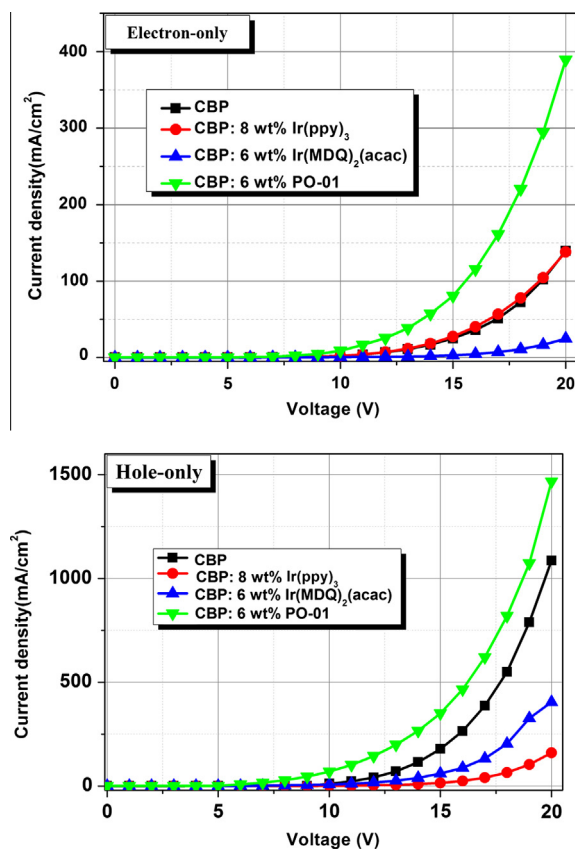 Electron-only
400
300
200
100
0
CBP
CBP: 8 wt% Ir(ppy)₃
CBP: 6 wt% Ir(MDQ)₂(acac)
CBP: 6 wt% PO-01
Current density(mA/cm²)
0 5 10 15 20
Voltage (V)
Hole-only
1500
1000
500
0
CBP
CBP: 8 wt% Ir(ppy)₃
CBP: 6 wt% Ir(MDQ)₂(acac)
CBP: 6 wt% PO-01
Current density(mA/cm²)
0 5 10 15 20
Voltage (V)